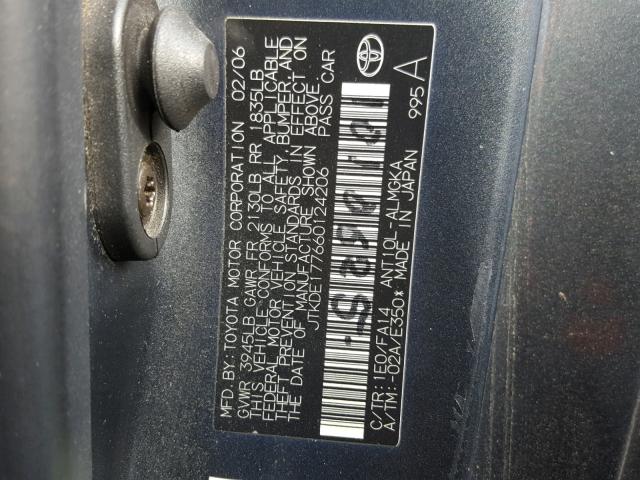 MFD.BY:TOYOTA MOTOR CORPORATION 02/06
GVWR 3945LB GAWR FR 2130LB RR 1835LB
THIS VEHICLE CONFORMS TO ALL APPLICABLE
FEDERAL MOTOR VEHICLE SAFETY,BUMPER,AND
THEFT PREVENTION STANDARDS IN EFFECT ON
THE DATE OF MANUFACTURE SHOWN ABOVE.
JTKDE177660124206 PASS CAR
C/TR:1E0/FA14 ANT10L-ALMGKA
A/TM:-02A/E350* MADE IN JAPAN
995 A